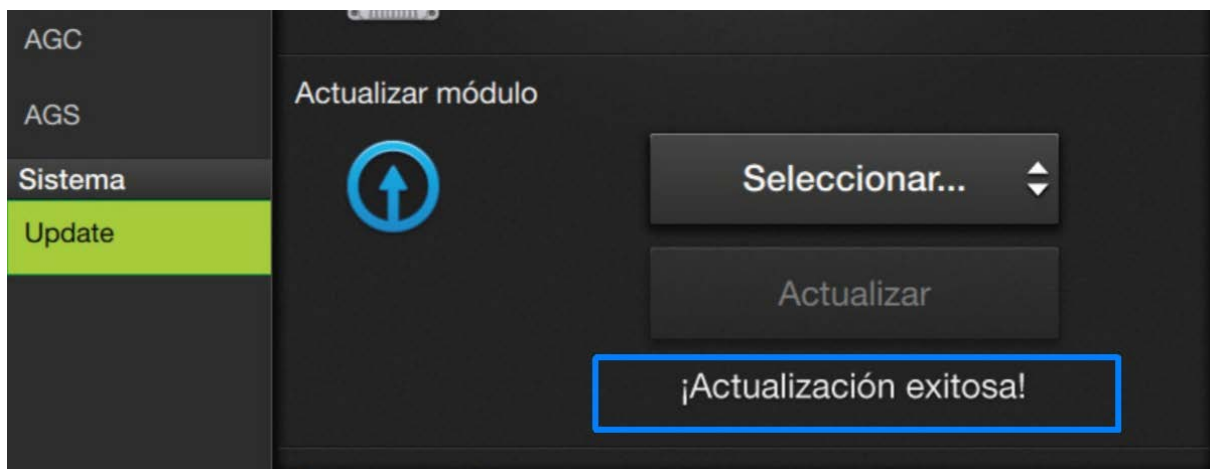 AGC
AGS
Sistema
Update
Actualizar módulo
Seleccionar...
Actualizar
¡Actualización exitosa!